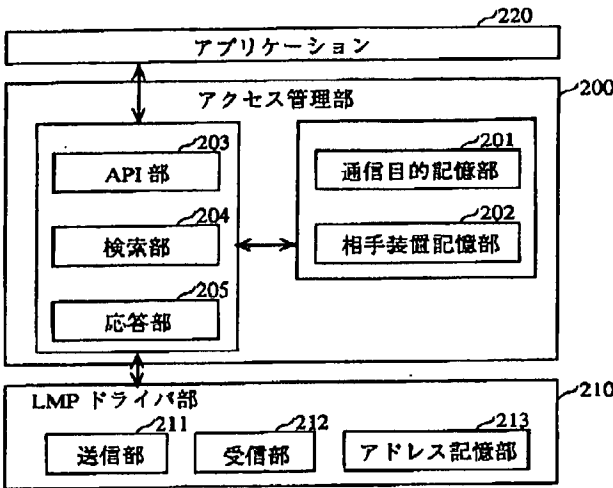 220
アプリケーション
200
アクセス管理部
203
API 部
201
通信目的記憶部
204
検索部
202
相手装置記憶部
205
応答部
210
LMP ドライバ部
211
送信部
212
受信部
213
アドレス記憶部